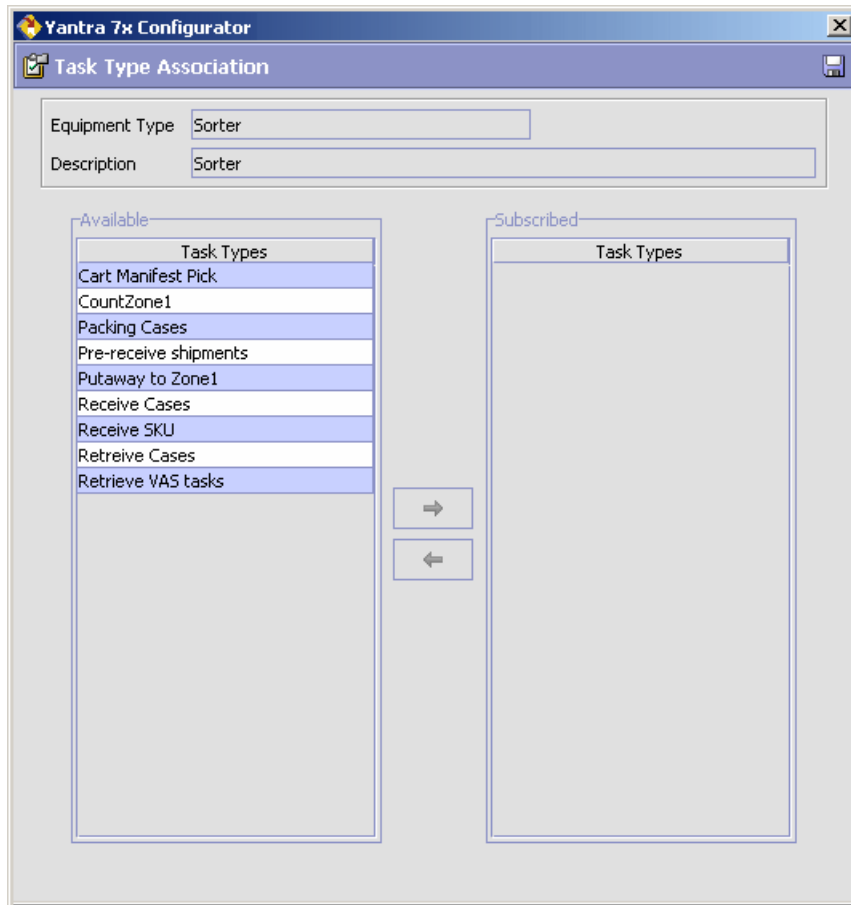 Yantra 7x Configurator
Task Type Association
Equipment Type Sorter
Description Sorter
Available
Task Types
Cart Manifest Pick
CountZone1
Packing Cases
Pre-receive shipments
Putaway to Zone1
Receive Cases
Receive SKU
Retreive Cases
Retrieve VAS tasks
Subscribed
Task Types